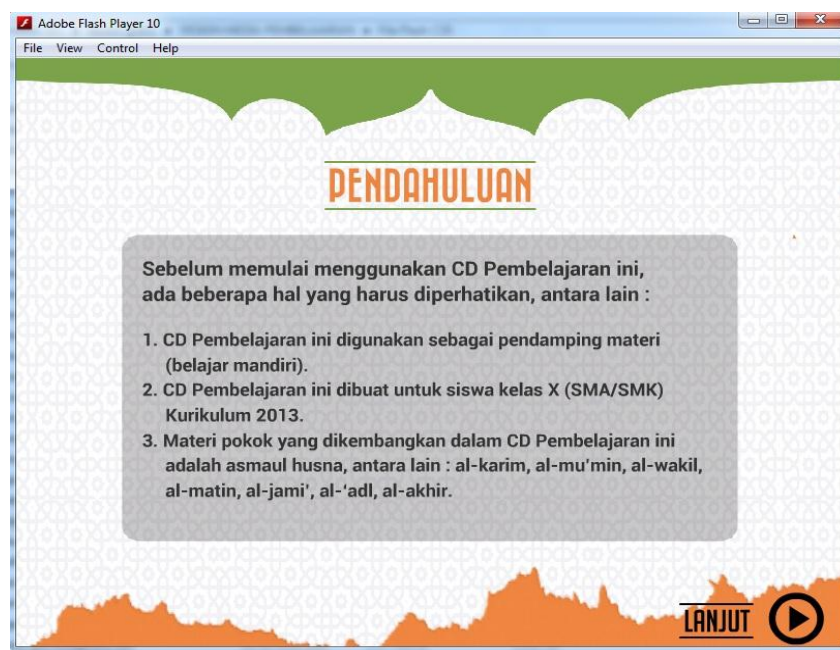 Adobe Flash Player 10
File View Control Help
PENDAHULUAN
Sebelum memulai menggunakan CD Pembelajaran ini,
ada beberapa hal yang harus diperhatikan, antara lain :
1. CD Pembelajaran ini digunakan sebagai pendamping materi
(belajar mandiri).
2. CD Pembelajaran ini dibuat untuk siswa kelas X (SMA/SMK)
Kurikulum 2013.
3. Materi pokok yang dikembangkan dalam CD Pembelajaran ini
adalah asmaul husna, antara lain : al-karim, al-mu’min, al-wakil,
al-matin, al-jami’, al-‘adl, al-akhir.
LANJUT